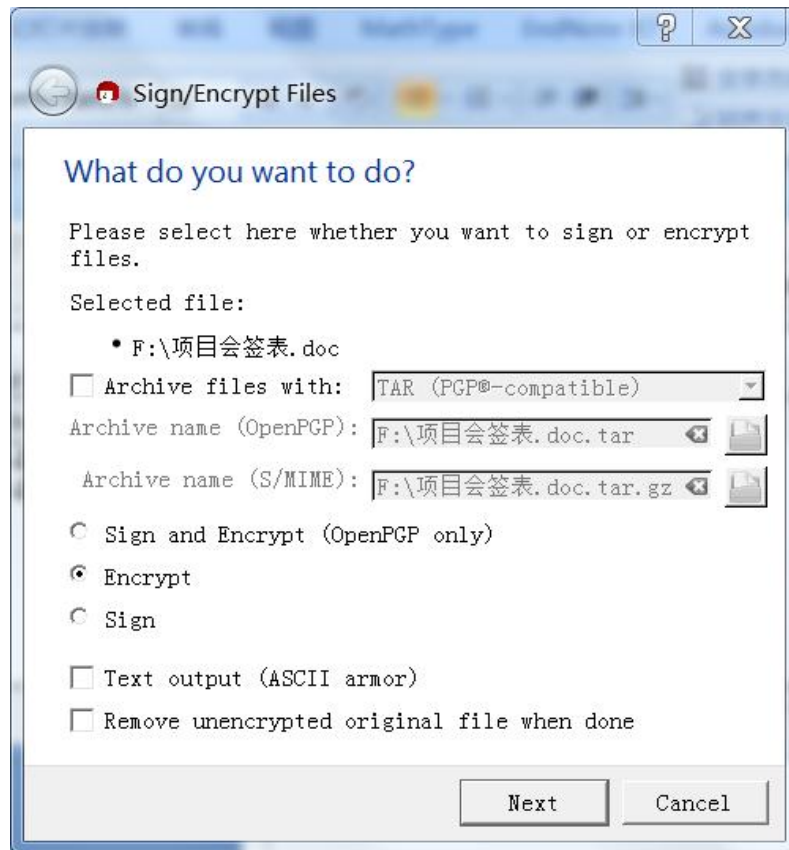 MathType
Sign/Encrypt Files
What do you want to do?
Please select here whether you want to sign or encrypt
files.
Selected file:
• F:\项目会签表.doc
Archive files with: TAR (PGP®-compatible)
Archive name (OpenPGP): F:\项目会签表.doc.tar
Archive name (S/MIME): F:\项目会签表.doc.tar.gz
Sign and Encrypt (OpenPGP only)
Encrypt
Sign
Text output (ASCII armor)
Remove unencrypted original file when done
Next Cancel